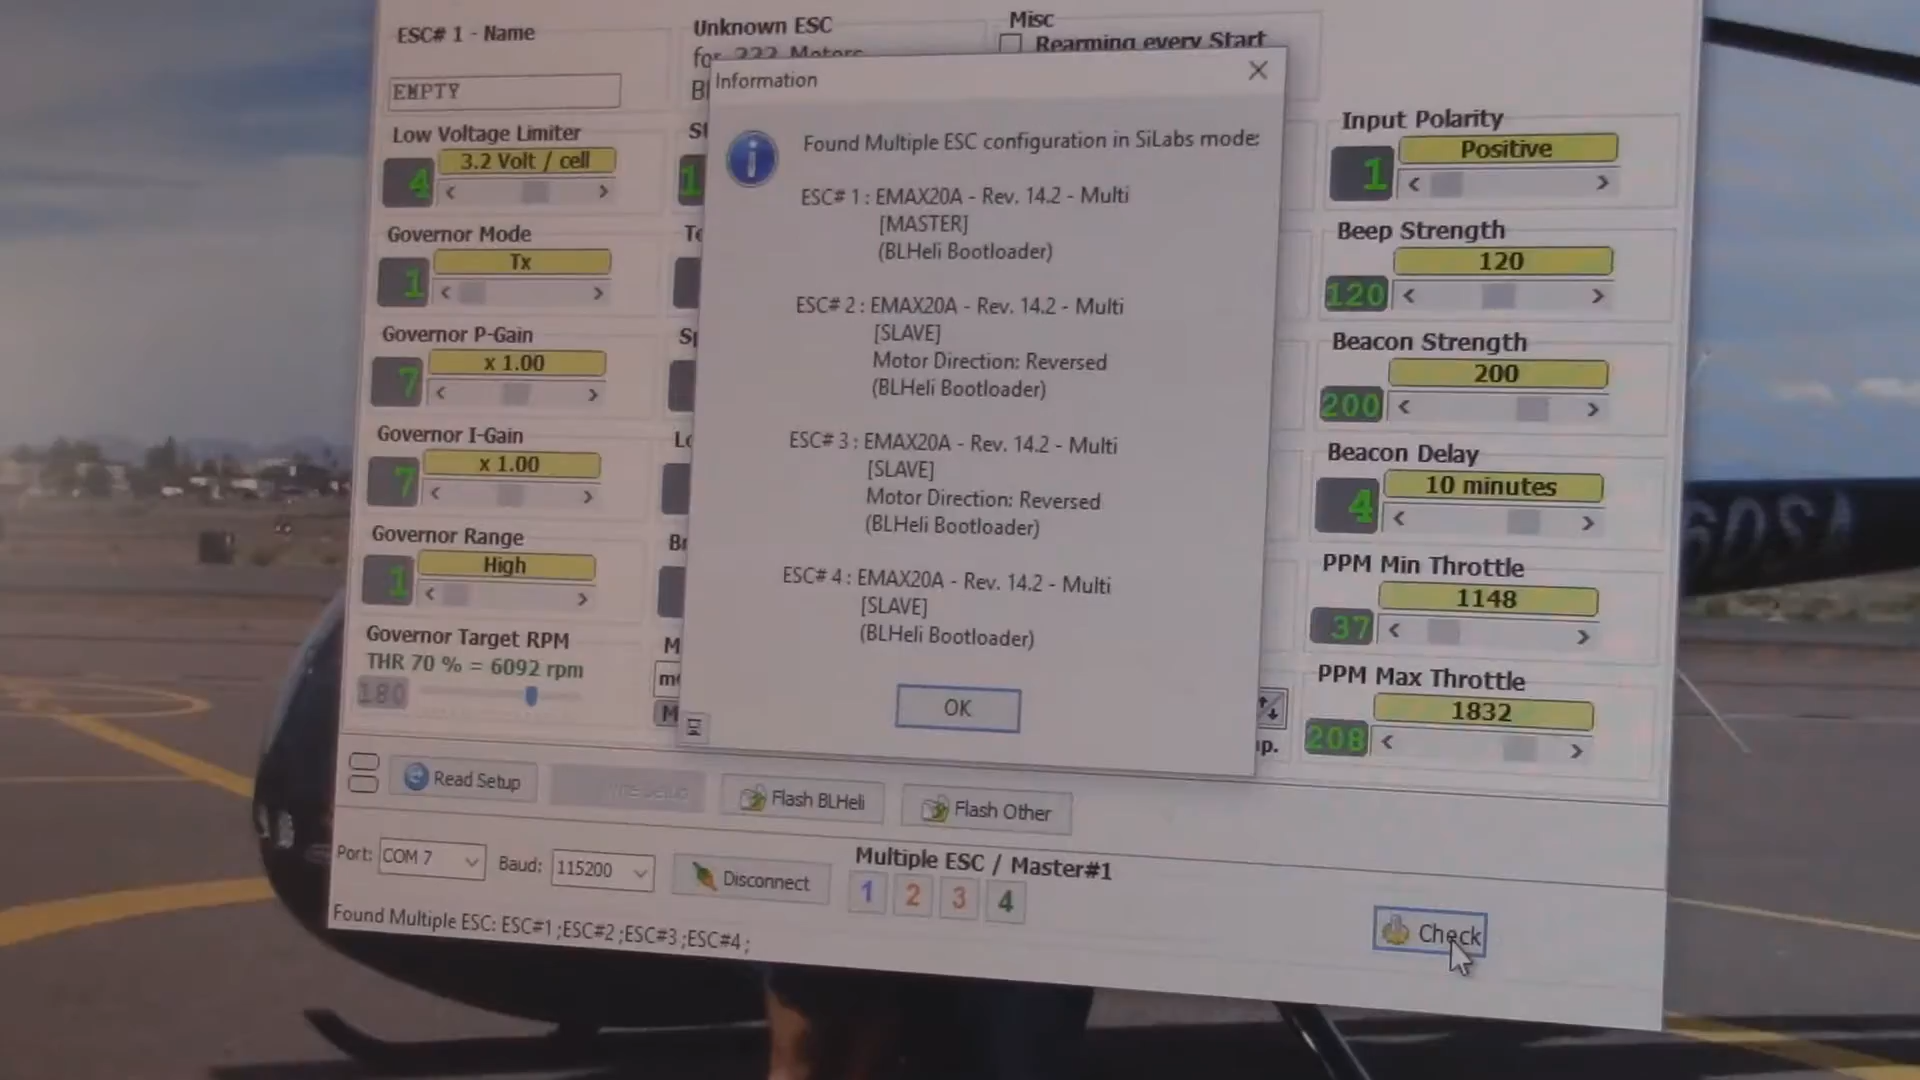 ESC# 1 - Name
EMPTY
Low Voltage Limiter
3.2 Volt / cell
4
Governor Mode
Tx
1
Governor P-Gain
x 1.00
7
Governor I-Gain
x 1.00
7
Governor Range
High
1
Governor Target RPM
THR 70 % = 6092 rpm
180
Unknown ESC
for ??? Motors
Misc
Rearming every Start
Information
Found Multiple ESC configuration in SiLabs mode:
ESC# 1 : EMAX20A - Rev. 14.2 - Multi
[MASTER]
(BLHeli Bootloader)
ESC# 2 : EMAX20A - Rev. 14.2 - Multi
[SLAVE]
Motor Direction: Reversed
(BLHeli Bootloader)
ESC# 3 : EMAX20A - Rev. 14.2 - Multi
[SLAVE]
Motor Direction: Reversed
(BLHeli Bootloader)
ESC# 4 : EMAX20A - Rev. 14.2 - Multi
[SLAVE]
(BLHeli Bootloader)
OK
Input Polarity
Positive
1
Beep Strength
120
120
Beacon Strength
200
200
Beacon Delay
10 minutes
4
PPM Min Throttle
1148
37
PPM Max Throttle
1832
208
Read Setup
Flash BLHeli
Flash Other
Port: COM 7
Baud: 115200
Disconnect
Multiple ESC / Master#1
1 2 3 4
Check
Found Multiple ESC: ESC#1 ;ESC#2 ;ESC#3 ;ESC#4 ;